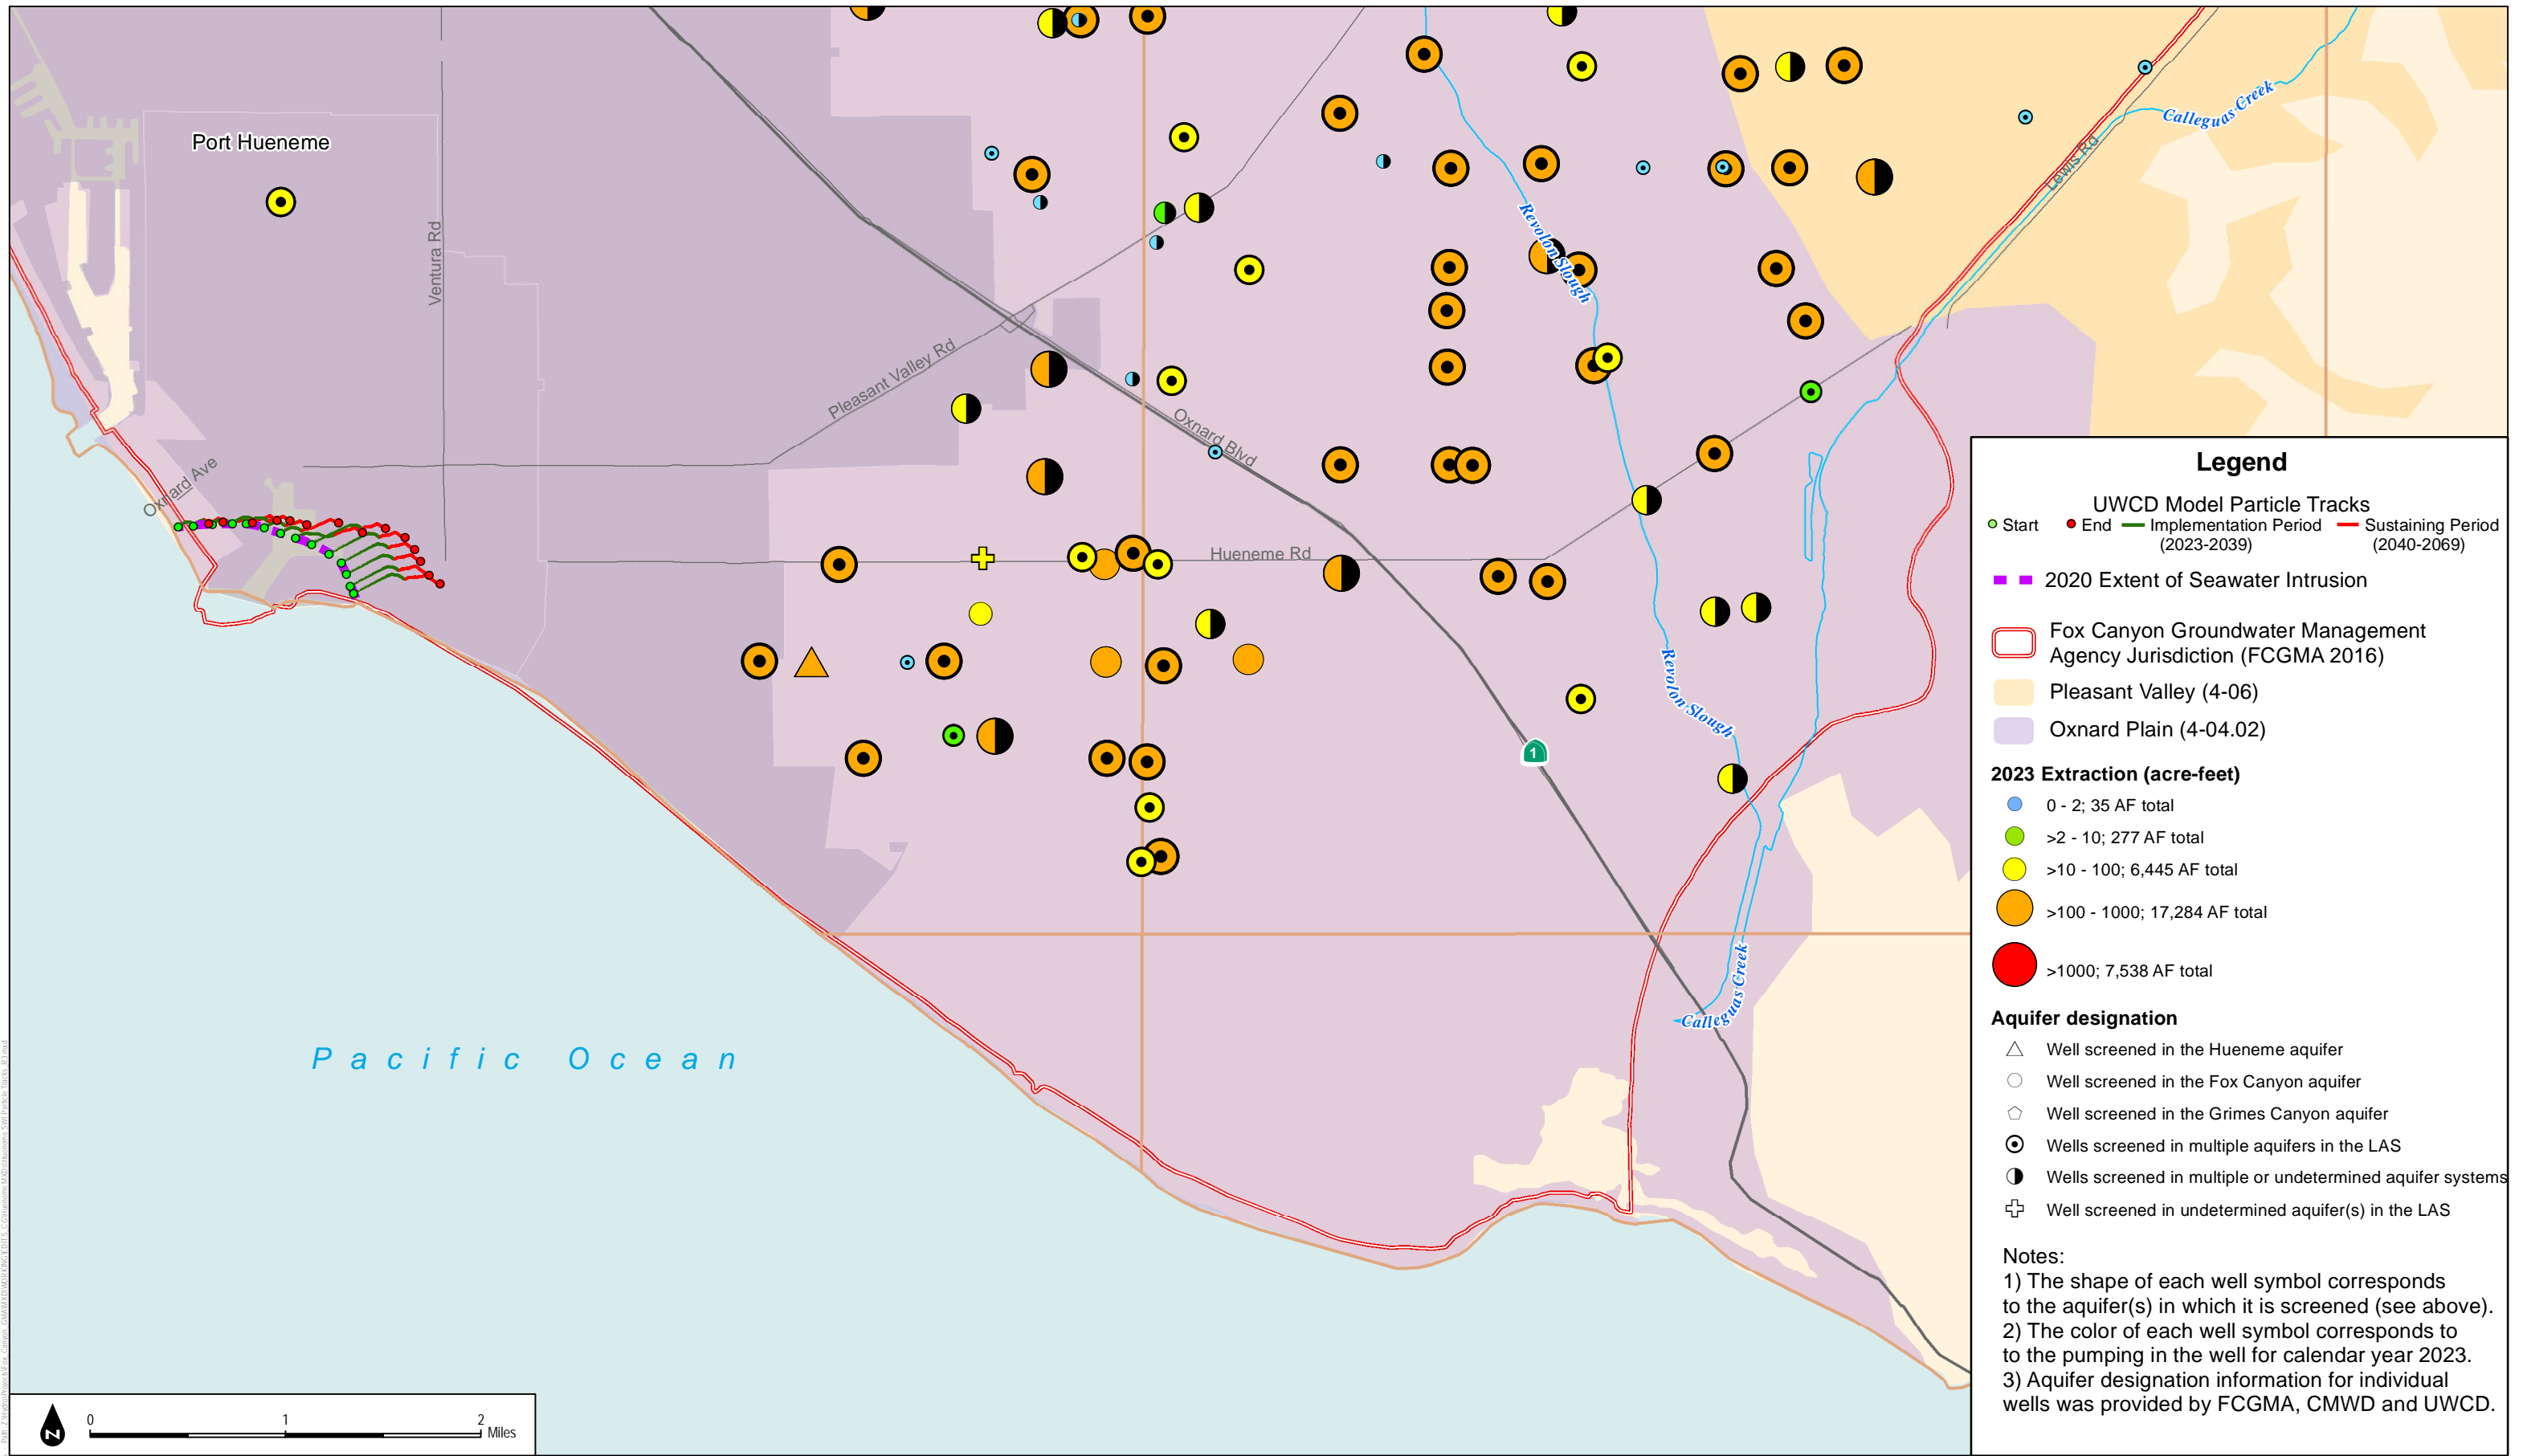 Port Hueneme
Ventura Rd
Oxnard Ave
Pleasant Valley Rd
Oxnard Blvd
Hueneme Rd
Revolon Slough
Revolon Slough
Calleguas Creek
Lewis Rd
Calleguas Creek
1
Pacific Ocean
0 1 2
Miles
N
Legend
UWCD Model Particle Tracks
Start End Implementation Period Sustaining Period
(2023-2039) (2040-2069)
2020 Extent of Seawater Intrusion
Fox Canyon Groundwater Management
Agency Jurisdiction (FCGMA 2016)
Pleasant Valley (4-06)
Oxnard Plain (4-04.02)
2023 Extraction (acre-feet)
0 - 2; 35 AF total
>2 - 10; 277 AF total
>10 - 100; 6,445 AF total
>100 - 1000; 17,284 AF total
>1000; 7,538 AF total
Aquifer designation
Well screened in the Hueneme aquifer
Well screened in the Fox Canyon aquifer
Well screened in the Grimes Canyon aquifer
Wells screened in multiple aquifers in the LAS
Wells screened in multiple or undetermined aquifer systems
Well screened in undetermined aquifer(s) in the LAS
Notes:
1) The shape of each well symbol corresponds
to the aquifer(s) in which it is screened (see above).
2) The color of each well symbol corresponds to
to the pumping in the well for calendar year 2023.
3) Aquifer designation information for individual
wells was provided by FCGMA, CMWD and UWCD.